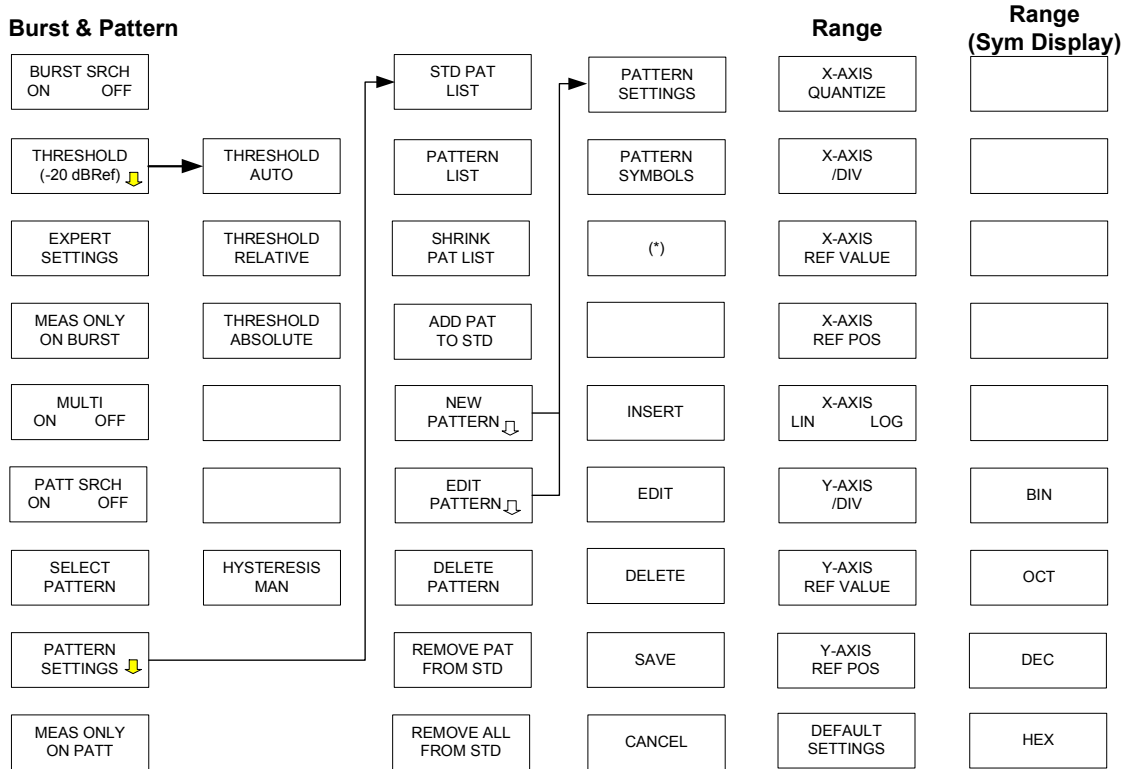 Burst & Pattern
BURST SRCH
ON OFF
THRESHOLD
(-20 dBRef)
EXPERT
SETTINGS
MEAS ONLY
ON BURST
MULTI
ON OFF
PATT SRCH
ON OFF
SELECT
PATTERN
PATTERN
SETTINGS
MEAS ONLY
ON PATT
THRESHOLD
AUTO
THRESHOLD
RELATIVE
THRESHOLD
ABSOLUTE
HYSTERESIS
MAN
STD PAT
LIST
PATTERN
LIST
SHRINK
PAT LIST
ADD PAT
TO STD
NEW
PATTERN
EDIT
PATTERN
DELETE
PATTERN
REMOVE PAT
FROM STD
REMOVE ALL
FROM STD
PATTERN
SETTINGS
PATTERN
SYMBOLS
(*)
INSERT
EDIT
DELETE
SAVE
CANCEL
Range
X-AXIS
QUANTIZE
X-AXIS
/DIV
X-AXIS
REF VALUE
X-AXIS
REF POS
X-AXIS
LIN LOG
Y-AXIS
/DIV
Y-AXIS
REF VALUE
Y-AXIS
REF POS
DEFAULT
SETTINGS
Range
(Sym Display)
BIN
OCT
DEC
HEX